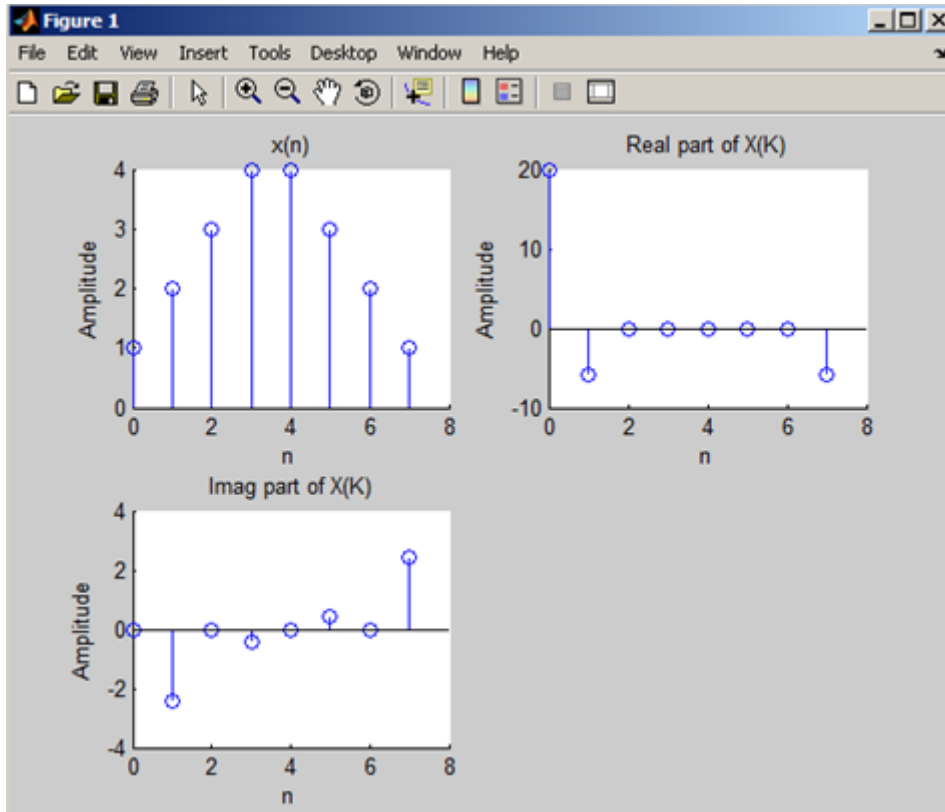 Figure 1
File Edit View Insert Tools Desktop Window Help
x(n)
4
3
2
1
0
Amplitude
0 2 4 6 8
n
Real part of X(K)
20
10
0
-10
Amplitude
0 2 4 6 8
n
Imag part of X(K)
4
2
0
-2
-4
Amplitude
0 2 4 6 8
n